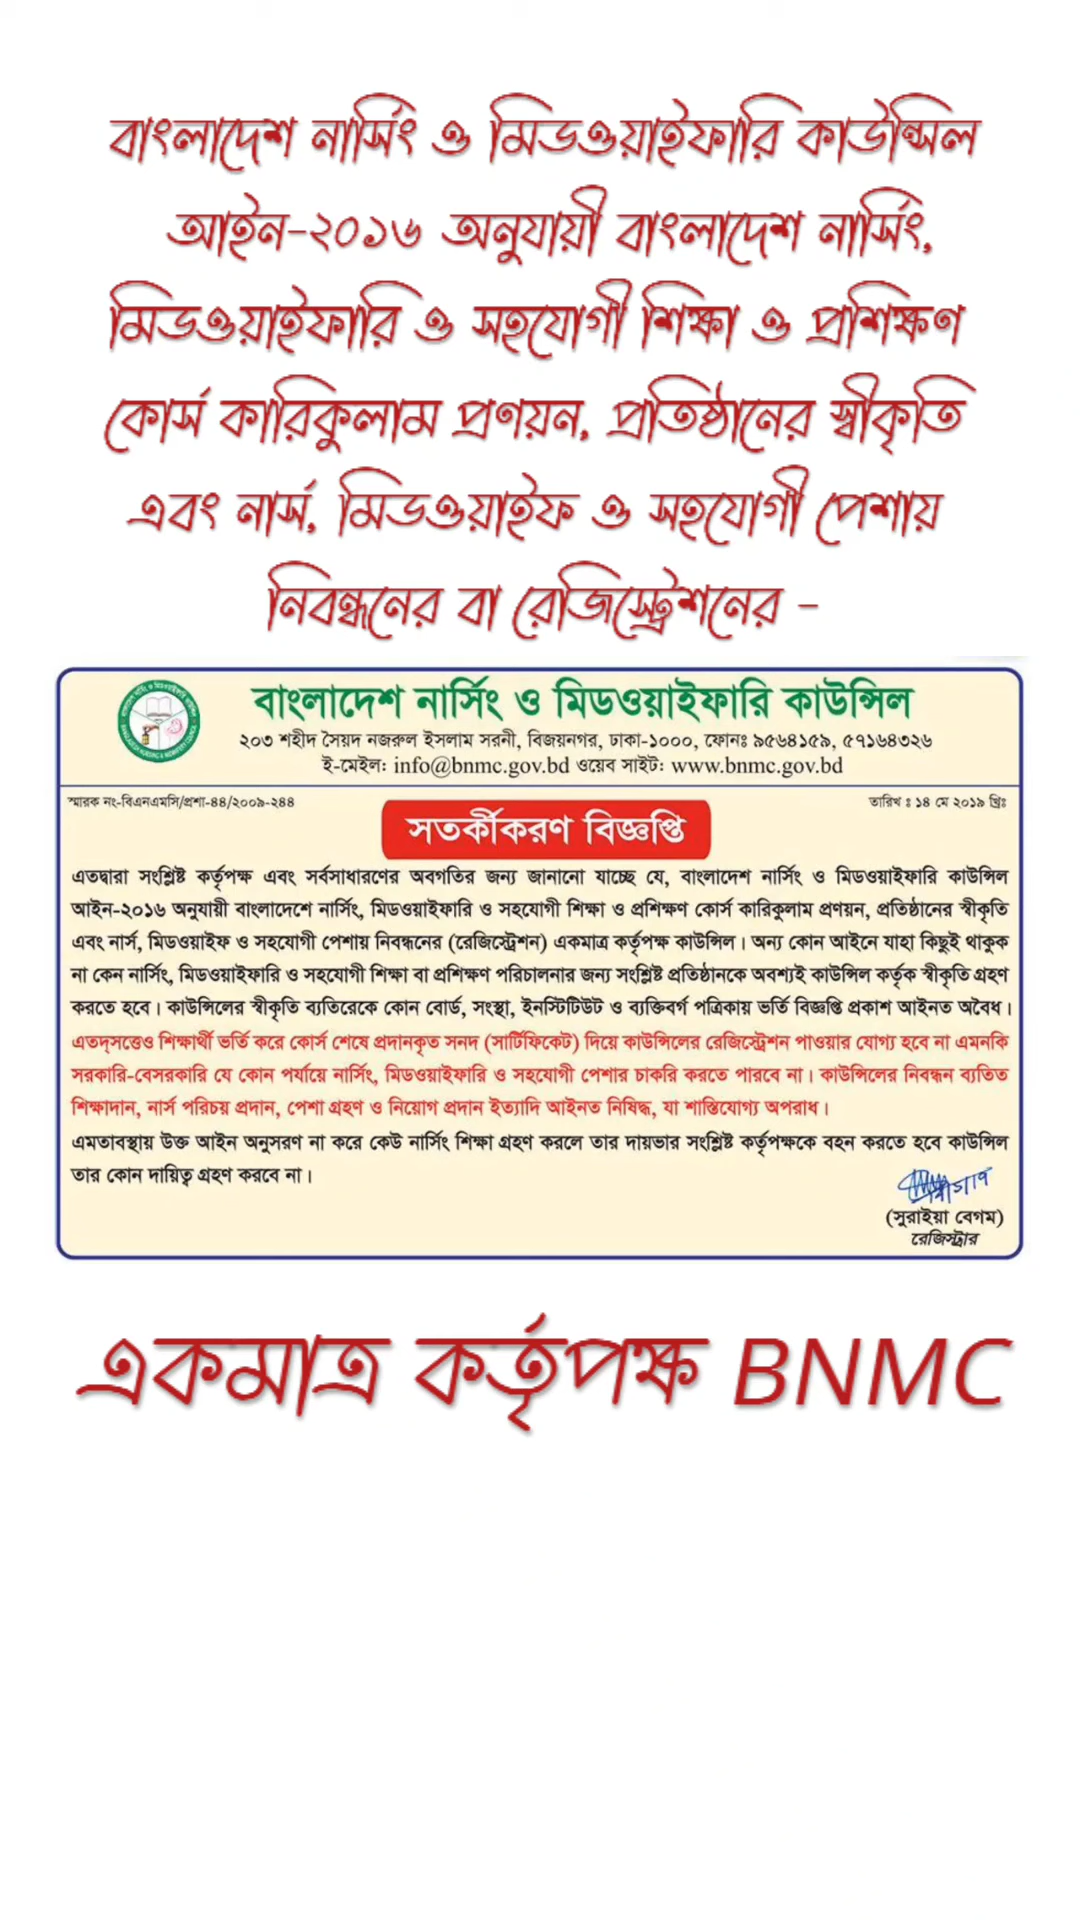 বাংলাদেশ নার্সিং ও মিডওয়াইফারি কাউন্সিল
আইন-২০১৬ অনুযায়ী বাংলাদেশ নার্সিং,
মিডওয়াইফারি ও সহযোগী শিক্ষা ও প্রশিক্ষণ
কোর্স কারিকুলাম প্রণয়ন, প্রতিষ্ঠানের স্বীকৃতি
এবং নার্স, মিডওয়াইফ ও সহযোগী পেশায়
নিবন্ধনের বা রেজিস্ট্রেশনের -
বাংলাদেশ নার্সিং ও মিডওয়াইফারি কাউন্সিল
২০৩ শহীদ সৈয়দ নজরুল ইসলাম সরনী, বিজয়নগর, ঢাকা-১০০০, ফোনঃ ৯৫৬৪১৫৯, ৫৭১৬৪৩২৬
ই-মেইলঃ info@bnmc.gov.bd ওয়েব সাইটঃ www.bnmc.gov.bd
স্মারক নং-বিএনএমসি/প্রশা-৪৪/২০০৯-২৪৪
তারিখ ঃ ১৪ মে ২০১৯ খ্রিঃ
সতর্কীকরণ বিজ্ঞপ্তি
এতদ্বারা সংশ্লিষ্ট কর্তৃপক্ষ এবং সর্বসাধারণের অবগতির জন্য জানানো যাচ্ছে যে, বাংলাদেশ নার্সিং ও মিডওয়াইফারি কাউন্সিল
আইন-২০১৬ অনুযায়ী বাংলাদেশে নার্সিং, মিডওয়াইফারি ও সহযোগী শিক্ষা ও প্রশিক্ষণ কোর্স কারিকুলাম প্রণয়ন, প্রতিষ্ঠানের স্বীকৃতি
এবং নার্স, মিডওয়াইফ ও সহযোগী পেশায় নিবন্ধনের (রেজিস্ট্রেশন) একমাত্র কর্তৃপক্ষ কাউন্সিল। অন্য কোন আইনে যাহা কিছুই থাকুক
না কেন নার্সিং, মিডওয়াইফারি ও সহযোগী শিক্ষা বা প্রশিক্ষণ পরিচালনার জন্য সংশ্লিষ্ট প্রতিষ্ঠানকে অবশ্যই কাউন্সিল কর্তৃক স্বীকৃতি গ্রহণ
করতে হবে। কাউন্সিলের স্বীকৃতি ব্যতিরেকে কোন বোর্ড, সংস্থা, ইনস্টিটিউট ও ব্যক্তিবর্গ পত্রিকায় ভর্তি বিজ্ঞপ্তি প্রকাশ আইনত অবৈধ।
এতদ্‌সত্তেও শিক্ষার্থী ভর্তি করে কোর্স শেষে প্রদানকৃত সনদ (সার্টিফিকেট) দিয়ে কাউন্সিলের রেজিস্ট্রেশন পাওয়ার যোগ্য হবে না এমনকি
সরকারি-বেসরকারি যে কোন পর্যায়ে নার্সিং, মিডওয়াইফারি ও সহযোগী পেশার চাকরি করতে পারবে না। কাউন্সিলের নিবন্ধন ব্যতিত
শিক্ষাদান, নার্স পরিচয় প্রদান, পেশা গ্রহণ ও নিয়োগ প্রদান ইত্যাদি আইনত নিষিদ্ধ, যা শাস্তিযোগ্য অপরাধ।
এমতাবস্থায় উক্ত আইন অনুসরণ না করে কেউ নার্সিং শিক্ষা গ্রহণ করলে তার দায়ভার সংশ্লিষ্ট কর্তৃপক্ষকে বহন করতে হবে কাউন্সিল
তার কোন দায়িত্ব গ্রহণ করবে না।
(সুরাইয়া বেগম)
রেজিস্ট্রার
একমাত্র কর্তৃপক্ষ BNMC